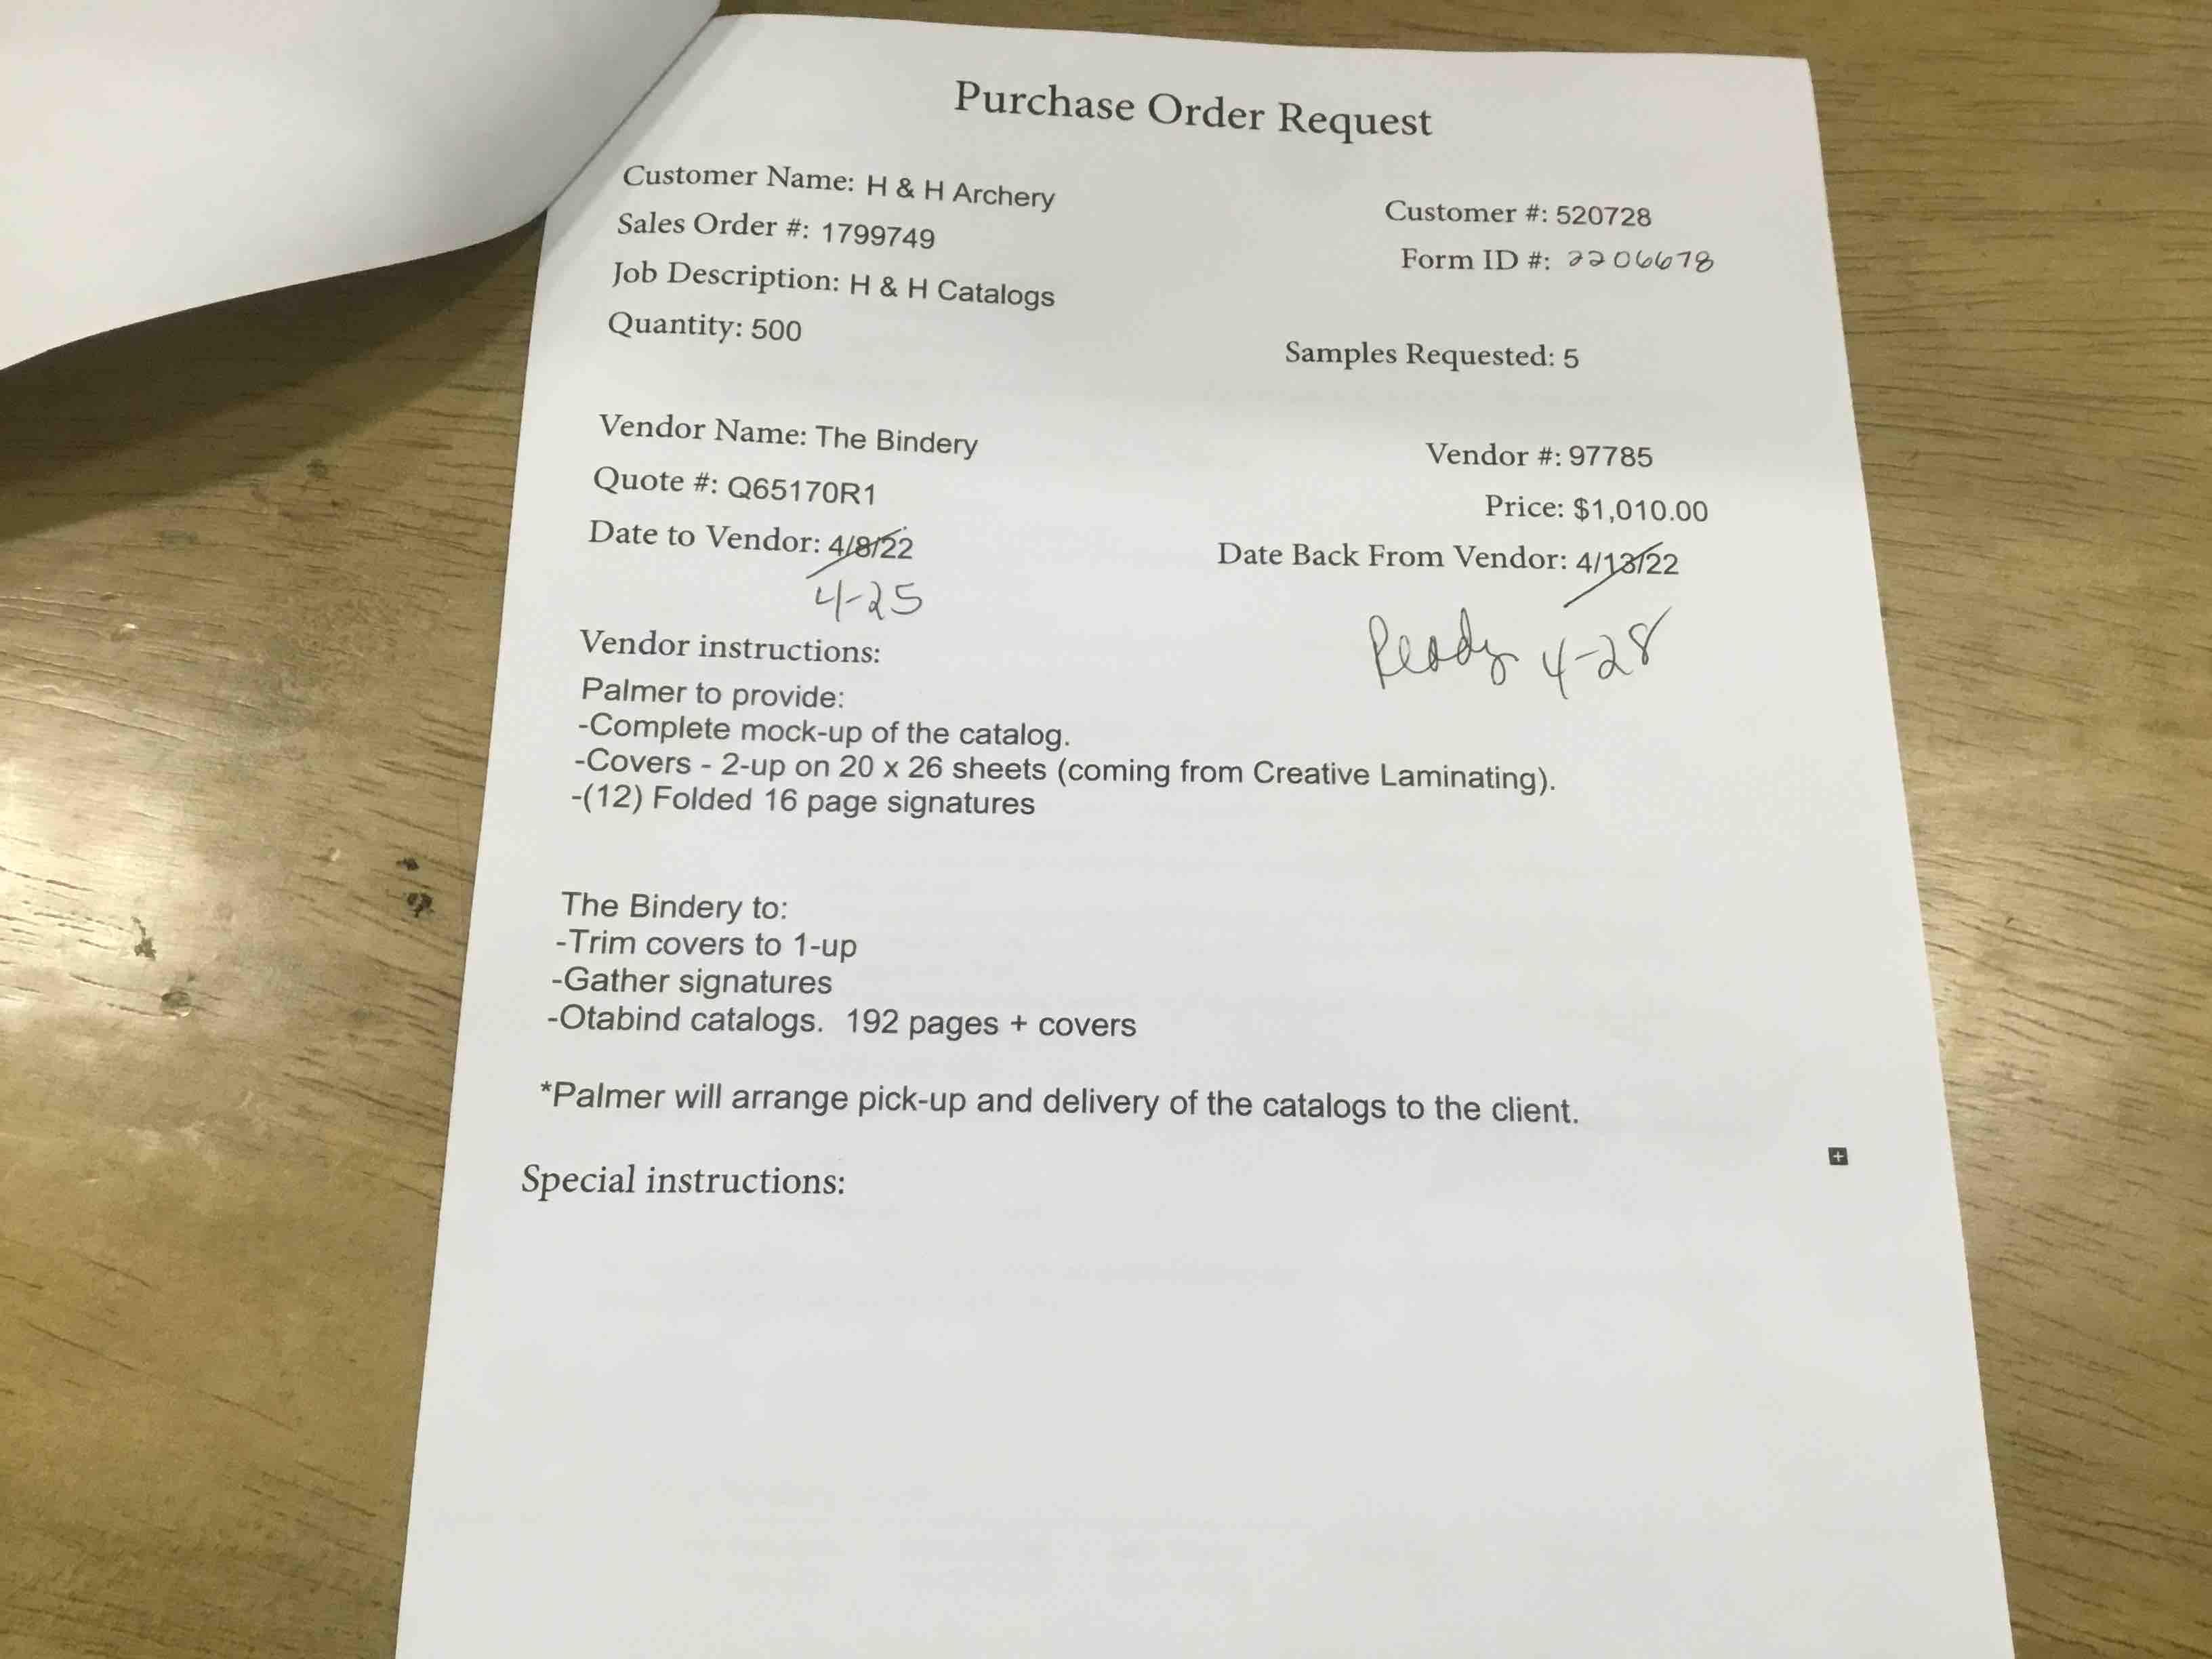 Purchase Order Request
Customer Name: H & H Archery
Customer #: 520728
Sales Order #: 1799749
Form ID #: 2206678
Job Description: H & H Catalogs
Quantity: 500
Samples Requested: 5
Vendor Name: The Bindery
Vendor #: 97785
Quote #: Q65170R1
Price: $1,010.00
Date to Vendor: 4/8/22
Date Back From Vendor: 4/13/22
4-25
Ready 4-28
Vendor instructions:
Palmer to provide:
-Complete mock-up of the catalog.
-Covers - 2-up on 20 x 26 sheets (coming from Creative Laminating).
-(12) Folded 16 page signatures
The Bindery to:
-Trim covers to 1-up
-Gather signatures
-Otabind catalogs. 192 pages + covers
*Palmer will arrange pick-up and delivery of the catalogs to the client.
+
Special instructions: